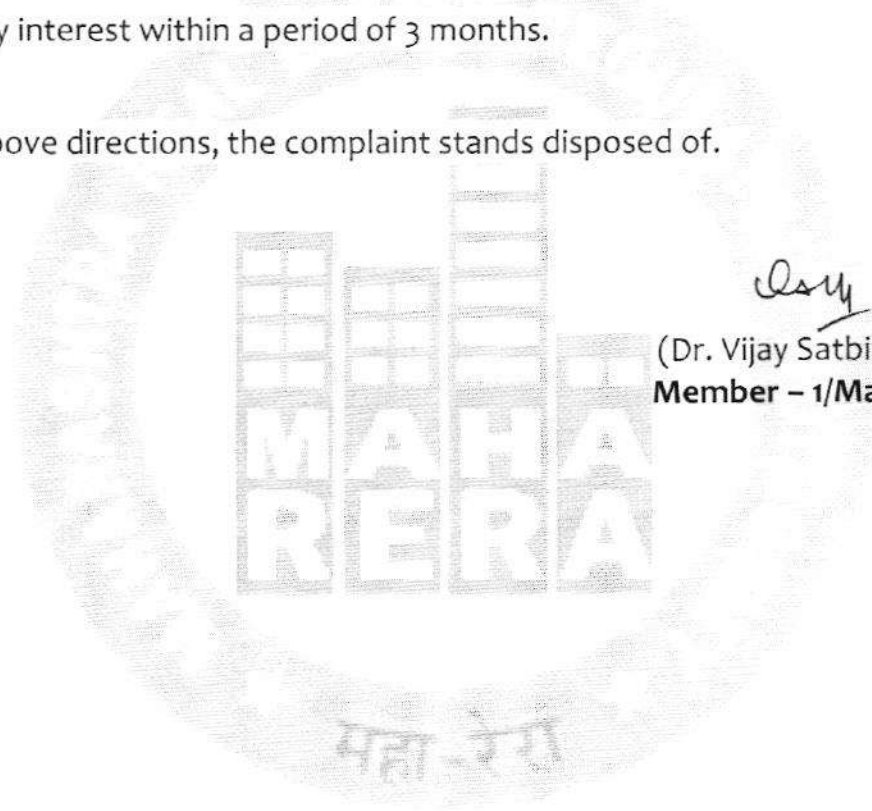 y interest within a period of 3 months.
bove directions, the complaint stands disposed of.
(Dr. Vijay Satbi
Member – 1/Ma
MAHA
RERA
महा-रेरा